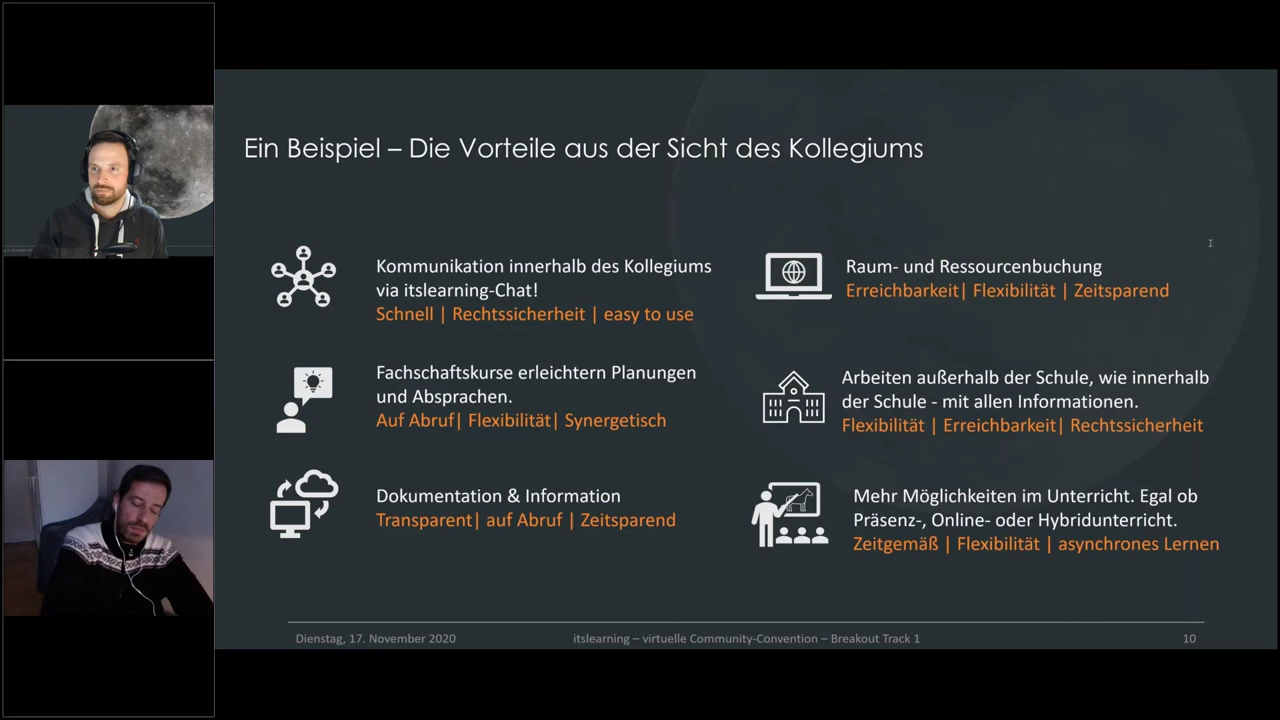 Ein Beispiel – Die Vorteile aus der Sicht des Kollegiums
Kommunikation innerhalb des Kollegiums
via itslearning-Chat!
Schnell | Rechtssicherheit | easy to use
Fachschaftskurse erleichtern Planungen
und Absprachen.
Auf Abruf| Flexibilität| Synergetisch
Dokumentation & Information
Transparent| auf Abruf | Zeitsparend
Raum- und Ressourcenbuchung
Erreichbarkeit| Flexibilität | Zeitsparend
Arbeiten außerhalb der Schule, wie innerhalb
der Schule - mit allen Informationen.
Flexibilität | Erreichbarkeit| Rechtssicherheit
Mehr Möglichkeiten im Unterricht. Egal ob
Präsenz-, Online- oder Hybridunterricht.
Zeitgemäß | Flexibilität | asynchrones Lernen
Dienstag, 17. November 2020
itslearning – virtuelle Community-Convention – Breakout Track 1
10